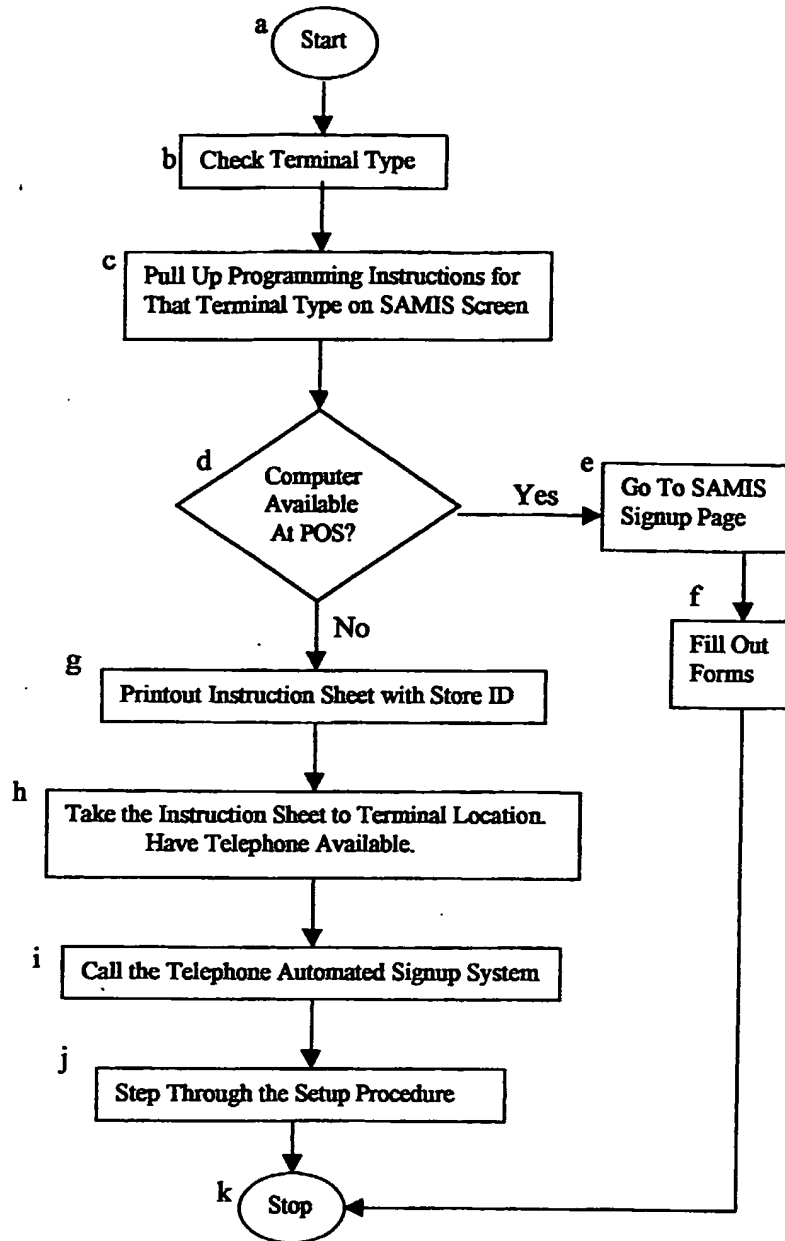 a
Start
b
Check Terminal Type
c
Pull Up Programming Instructions for
That Terminal Type on SAMIS Screen
d
Computer
Available
At POS?
Yes
e
Go To SAMIS
Signup Page
f
Fill Out
Forms
No
g
Printout Instruction Sheet with Store ID
h
Take the Instruction Sheet to Terminal Location.
Have Telephone Available.
i
Call the Telephone Automated Signup System
j
Step Through the Setup Procedure
k
Stop